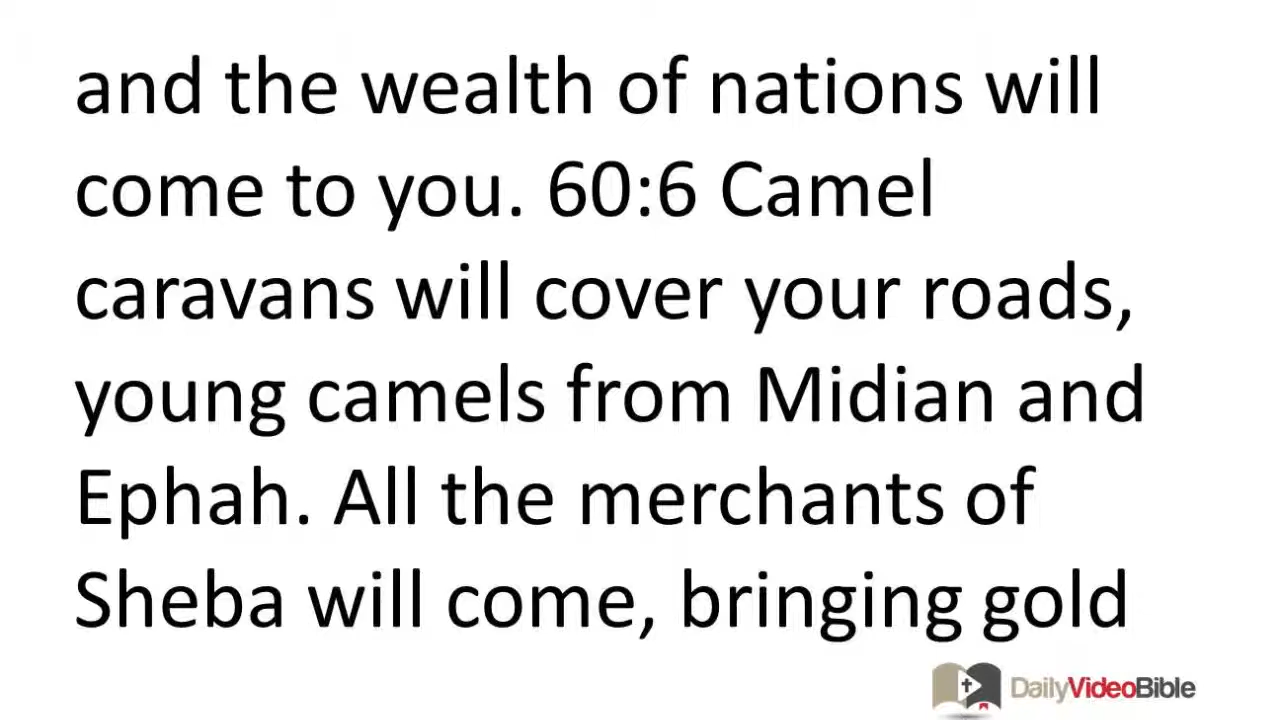 and the wealth of nations will
come to you. 60:6 Camel
caravans will cover your roads,
young camels from Midian and
Ephah. All the merchants of
Sheba will come, bringing gold
DailyVideoBible